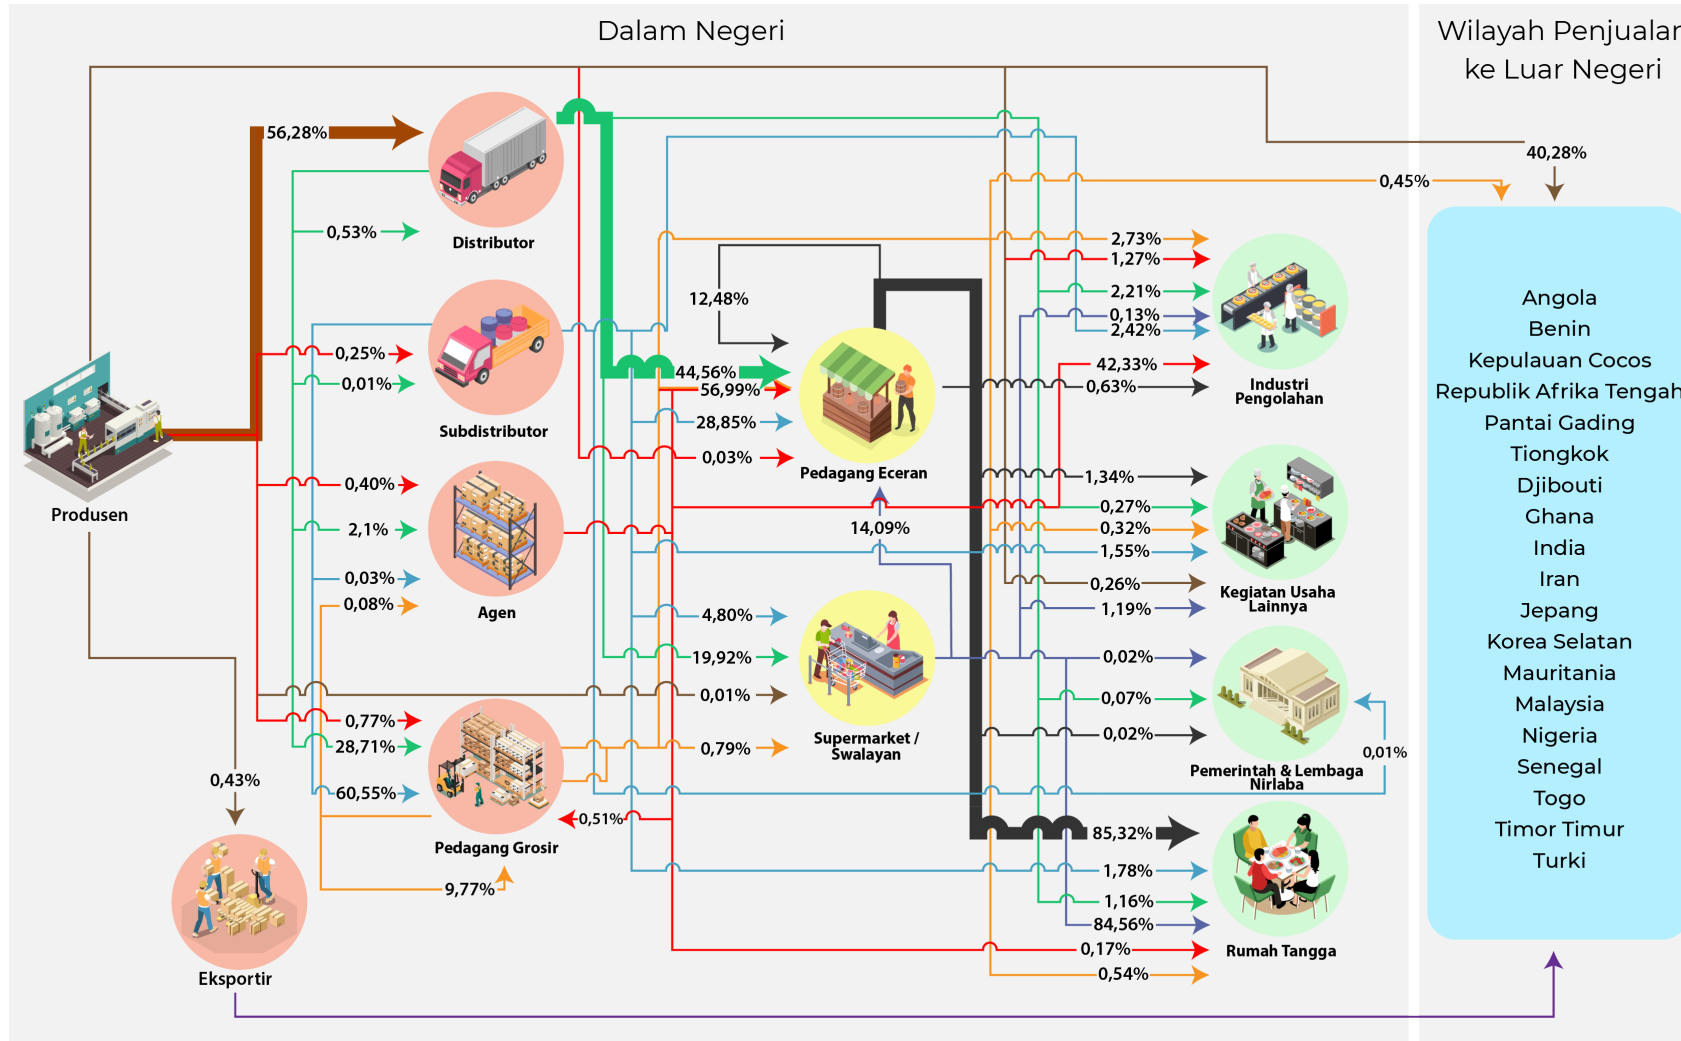 Dalam Negeri
Wilayah Penjualan
ke Luar Negeri
56,28%
0,53%
Distributor
0,25%
0,01%
Subdistributor
0,40%
2,1%
0,03%
0,08%
Agen
Produsen
0,77%
28,71%
60,55%
0,51%
Pedagang Grosir
9,77%
0,43%
Eksportir
12,48%
44,56%
56,99%
28,85%
0,03%
Pedagang Eceran
14,09%
4,80%
19,92%
0,01%
0,79%
Supermarket /
Swalayan
2,73%
1,27%
2,21%
0,13%
2,42%
42,33%
0,63%
Industri
Pengolahan
1,34%
0,27%
0,32%
1,55%
0,26%
1,19%
Kegiatan Usaha
Lainnya
0,02%
0,07%
0,02%
Pemerintah & Lembaga
Nirlaba
0,01%
85,32%
1,78%
1,16%
84,56%
0,17%
0,54%
Rumah Tangga
40,28%
0,45%
Angola
Benin
Kepulauan Cocos
Republik Afrika Tengah
Pantai Gading
Tiongkok
Djibouti
Ghana
India
Iran
Jepang
Korea Selatan
Mauritania
Malaysia
Nigeria
Senegal
Togo
Timor Timur
Turki